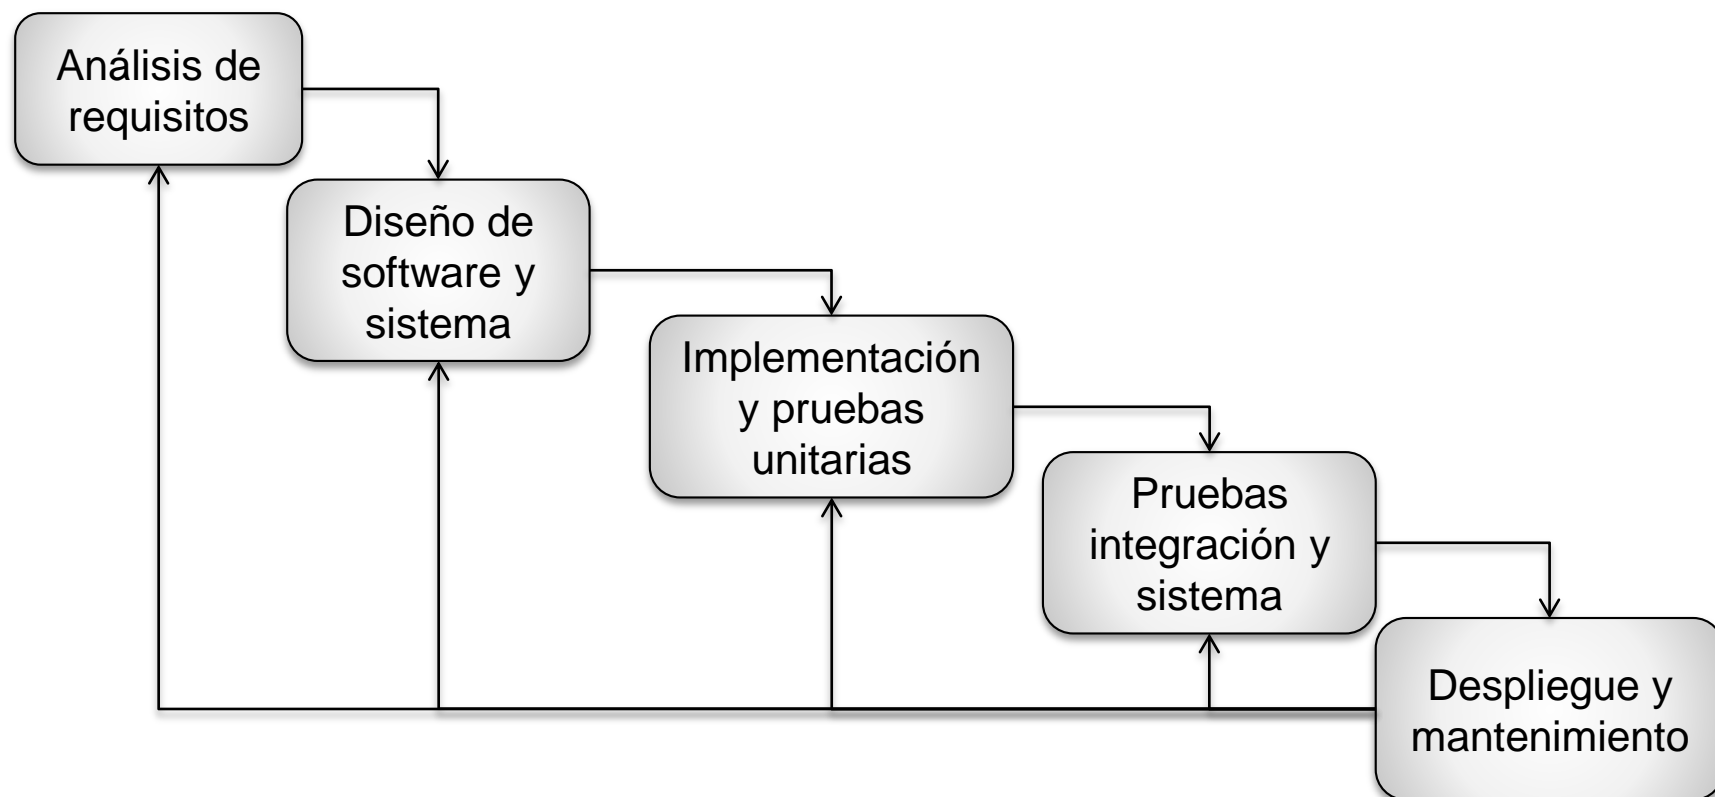 Análisis de
requisitos
Diseño de
software y
sistema
Implementación
y pruebas
unitarias
Pruebas
integración y
sistema
Despliegue y
mantenimiento